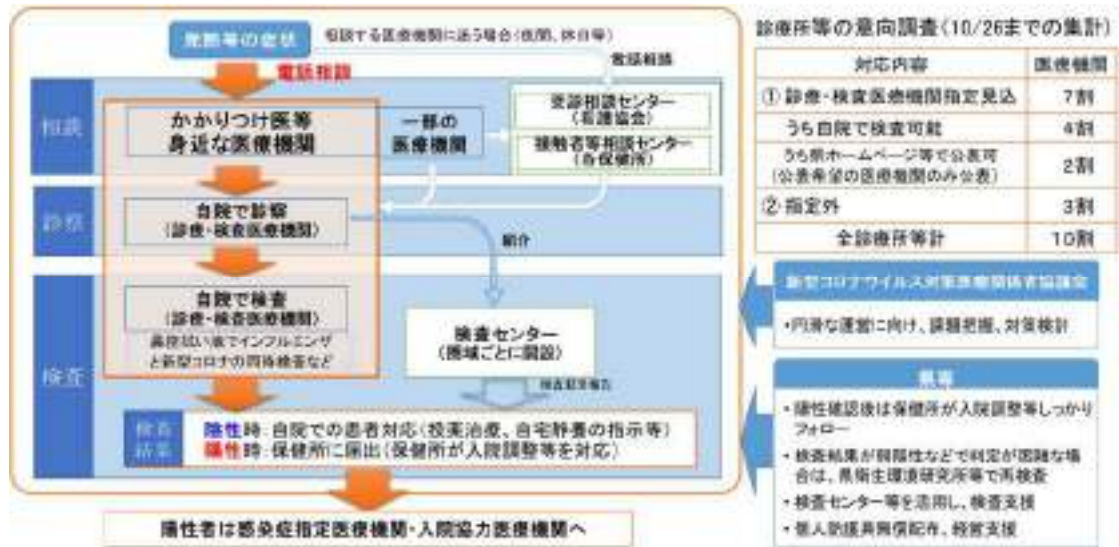 発熱等の症状
相談する医療機関に迷う場合(夜間、休日等)
電話相談
電話相談
相談
かかりつけ医等
身近な医療機関
一部の
医療機関
受診相談センター
(看護協会)
接触者等相談センター
(各保健所)
診察
自院で診察
(診療・検査医療機関)
紹介
検査
自院で検査
(診療・検査医療機関)
鼻腔拭い液でインフルエンザ
と新型コロナの同時検査など
検査センター
(圏域ごとに開設)
検査結果報告
検査
結果
陰性時:自院での患者対応(投薬治療、自宅静養の指示等)
陽性時:保健所に届出(保健所が入院調整等を対応)
陽性者は感染症指定医療機関・入院協力医療機関へ
診療所等の意向調査(10/26までの集計)
対応内容 医療機関
① 診療・検査医療機関指定見込 7割
うち自院で検査可能 4割
うち県ホームページ等で公表可
(公表希望の医療機関のみ公表) 2割
② 指定外 3割
全診療所等計 10割
新型コロナウイルス対策医療関係者協議会
・円滑な運営に向け、課題把握、対策検討
県等
・陽性確認後は保健所が入院調整等しっかり
フォロー
・検査結果が弱陽性などで判定が困難な場
合は、県衛生環境研究所等で再検査
・検査センター等を活用し、検査支援
・個人防護具無償配布、経営支援